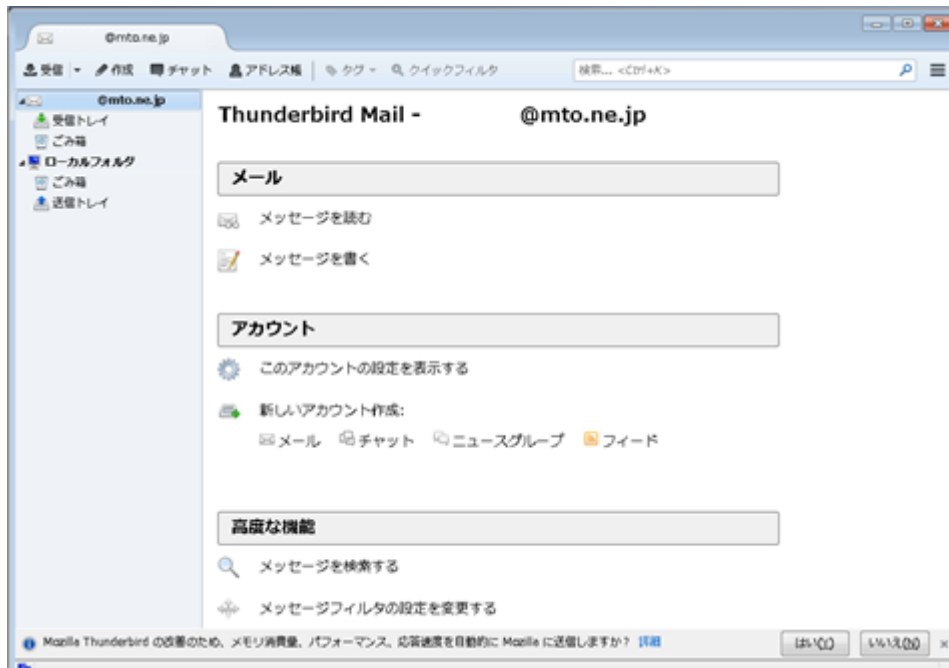 @mto.ne.jp
受信 作成 チャット アドレス帳 タグ クイックフィルタ 検索... <Ctrl+K>
@mto.ne.jp
受信トレイ
ごみ箱
ローカルフォルダ
ごみ箱
送信トレイ
Thunderbird Mail - @mto.ne.jp
メール
メッセージを読む
メッセージを書く
アカウント
このアカウントの設定を表示する
新しいアカウント作成:
メール チャット ニュースグループ フィード
高度な機能
メッセージを検索する
メッセージフィルタの設定を変更する
Mozilla Thunderbird の改善のため、メモリ消費量、パフォーマンス、応答速度を自動的に Mozilla に送信しますか? 詳細 はい(Y) いいえ(N)